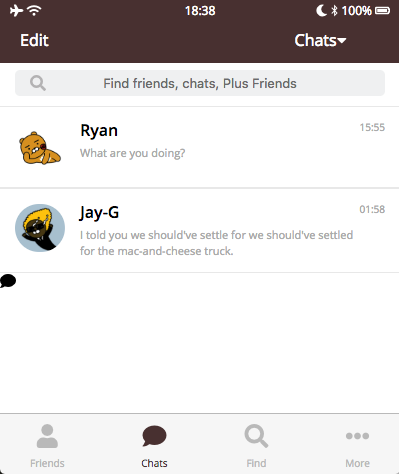 18:38
100%
Edit
Chats
Find friends, chats, Plus Friends
Ryan
15:55
What are you doing?
Jay-G
01:58
I told you we should've settle for we should've settled
for the mac-and-cheese truck.
Friends
Chats
Find
More